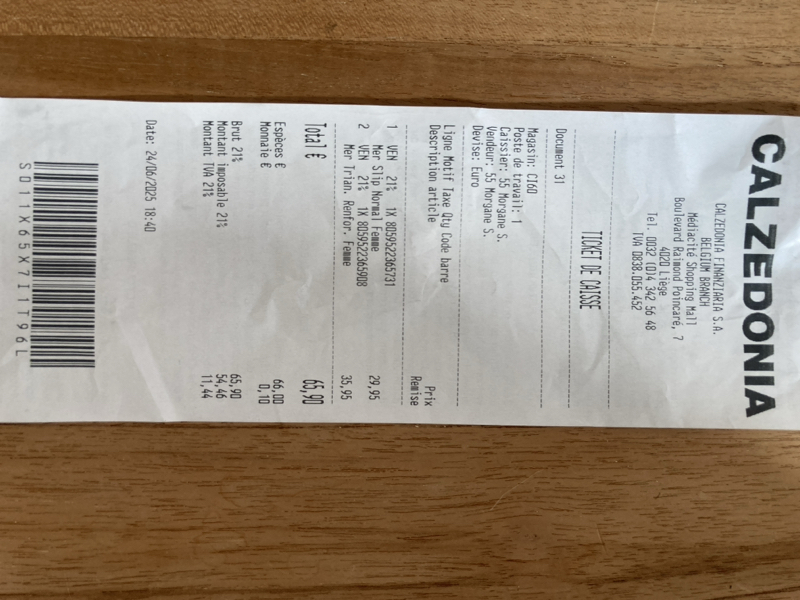 CALZEDONIA
CALZEDONIA FINANZIARIA S.A.
BELGIUM BRANCH
Médiacité Shopping Mall
Boulevard Raimond Poincaré, 7
4020 Liège
Tel. 0032 (0)4 342 56 48
TVA 0838.055.452
TICKET DE CAISSE
Document 31
Magasin: CI60
Poste de travail: 1
Caissier: 55 Morgane S.
Vendeur: 55 Morgane S.
Devise: Euro
Ligne Motif Taxe Qty Code barre Prix
Description article Remise
1 VEN 21% 1X 8059522365731 29,95
Mer Slip Normal Femme
2 VEN 21% 1X 8059522365908 35,95
Mer Trian. Renfor. Femme
Total € 65,90
Espèces € 66,00
Monnaie € 0,10
Brut 21% 65,90
Montant Imposable 21% 54,46
Montant TVA 21% 11,44
Date: 24/06/2025 18:40
S011X65X7I1T96L